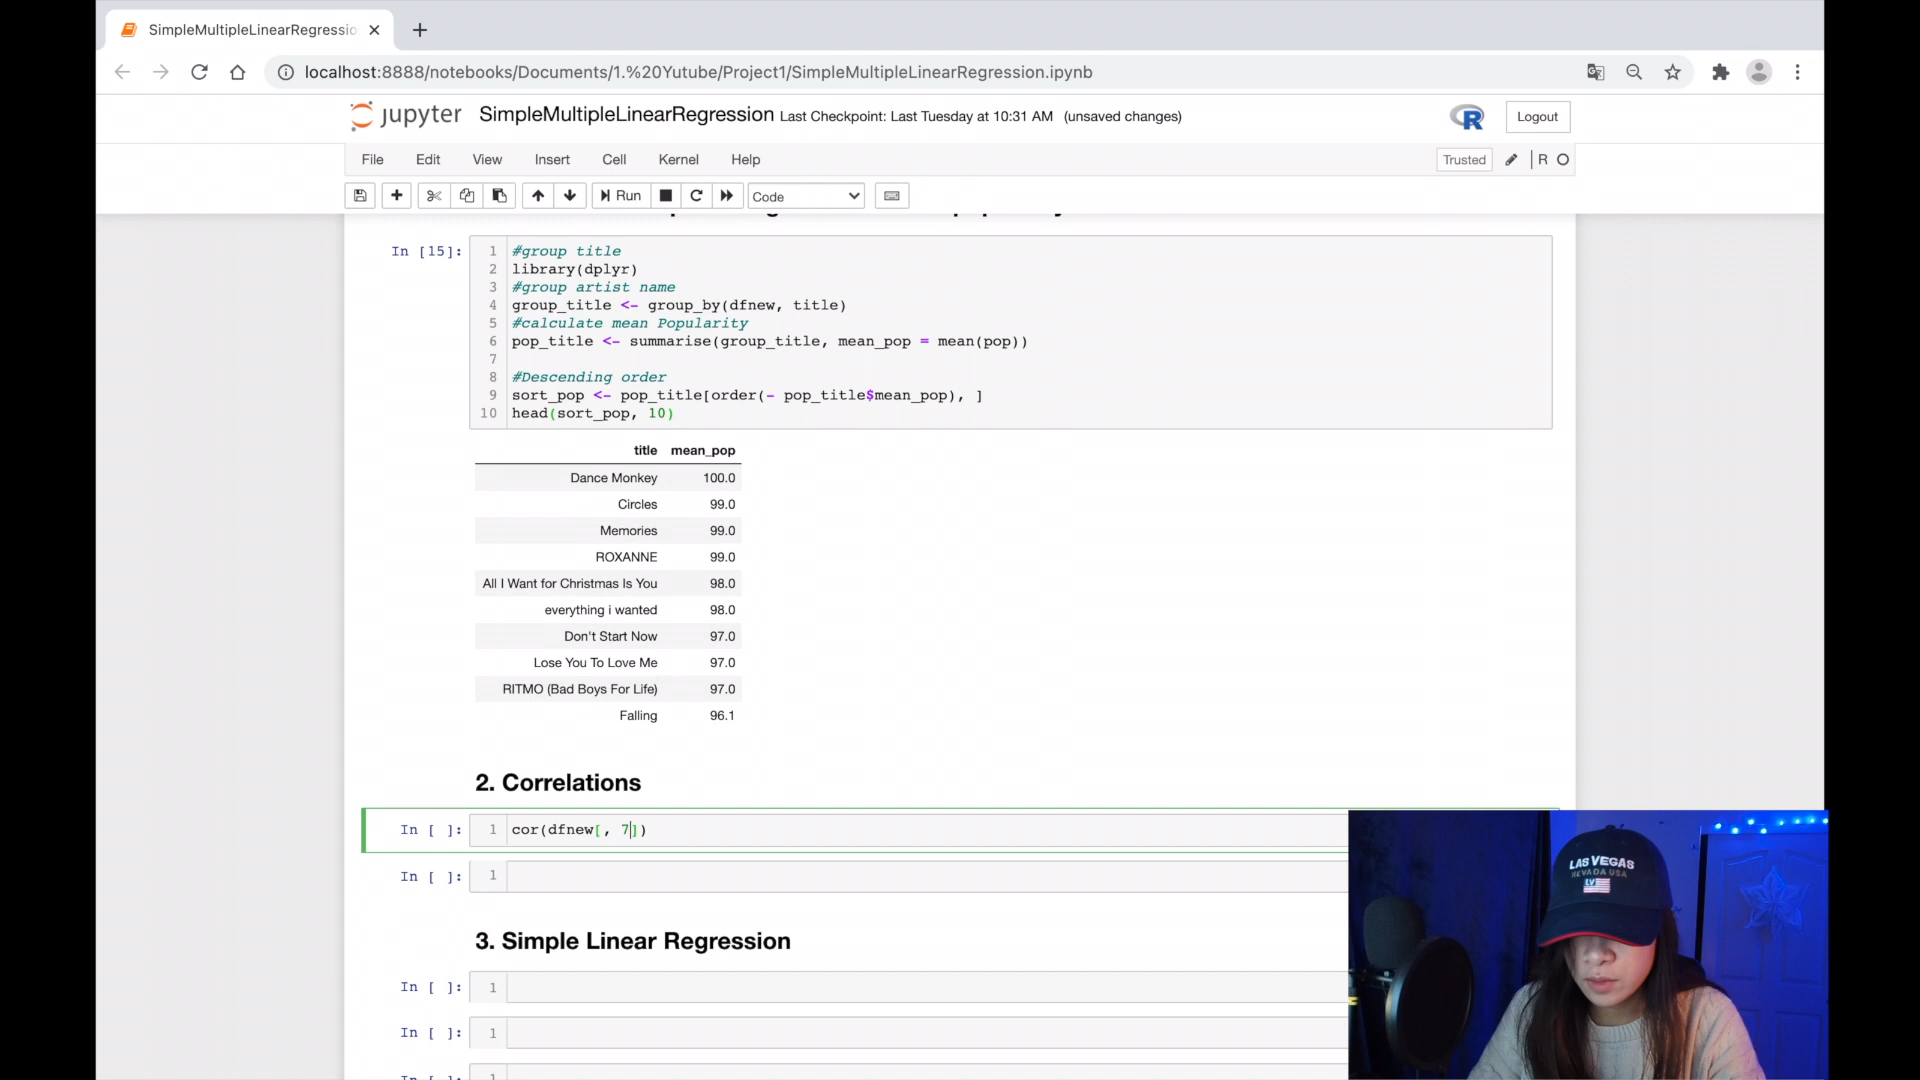 SimpleMultipleLinearRegressio
localhost:8888/notebooks/Documents/1.%20Yutube/Project1/SimpleMultipleLinearRegression.ipynb
jupyter SimpleMultipleLinearRegression Last Checkpoint: Last Tuesday at 10:31 AM (unsaved changes) R Logout
File Edit View Insert Cell Kernel Help Trusted R
Run Code
In [15]:
1 #group title
2 library(dplyr)
3 #group artist name
4 group_title <- group_by(dfnew, title)
5 #calculate mean Popularity
6 pop_title <- summarise(group_title, mean_pop = mean(pop))
7
8 #Descending order
9 sort_pop <- pop_title[order(- pop_title$mean_pop), ]
10 head(sort_pop, 10)
title mean_pop
Dance Monkey 100.0
Circles 99.0
Memories 99.0
ROXANNE 99.0
All I Want for Christmas Is You 98.0
everything i wanted 98.0
Don't Start Now 97.0
Lose You To Love Me 97.0
RITMO (Bad Boys For Life) 97.0
Falling 96.1
2. Correlations
In [ ]: 1 cor(dfnew[, 7])
In [ ]: 1
3. Simple Linear Regression
In [ ]: 1
In [ ]: 1
LAS VEGAS
NEVADA USA
LV